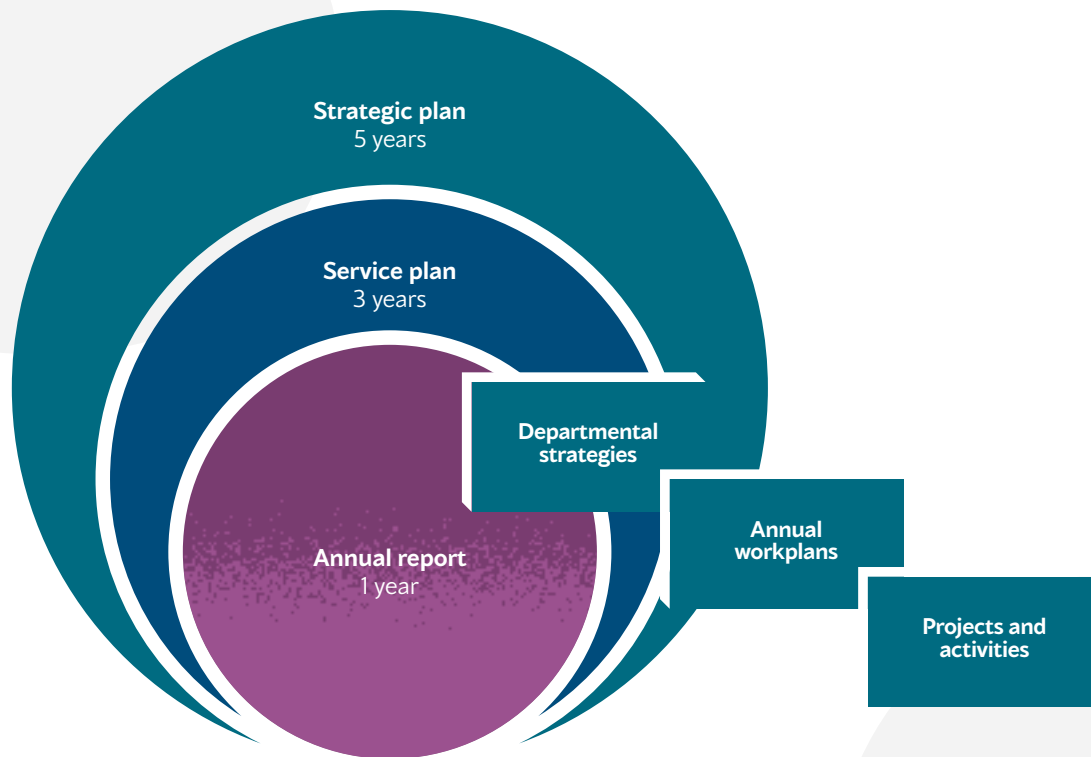 Strategic plan
5 years
Service plan
3 years
Departmental
strategies
Annual
workplans
Annual report
1 year
Projects and
activities